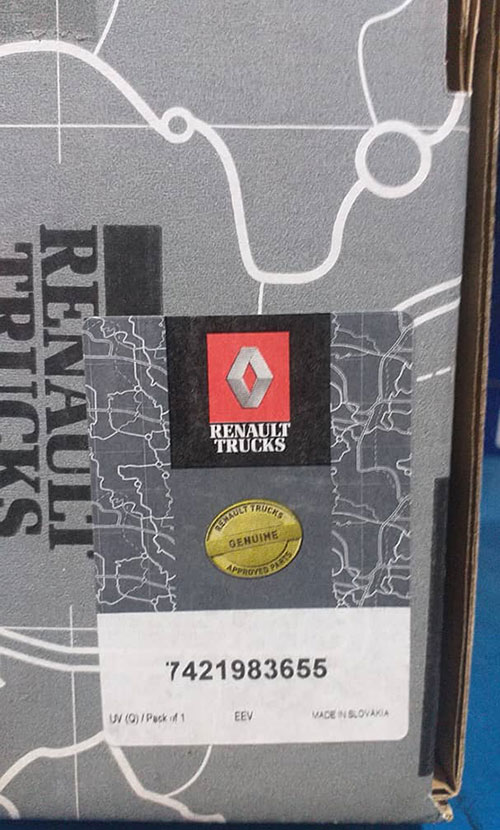 RENAULT
TRUCKS
RENAULT
TRUCKS
RENAULT TRUCKS
GENUINE
APPROVED PARTS
7421983655
UV (Q) / Pack of 1
EEV
MADE IN SLOVAKIA